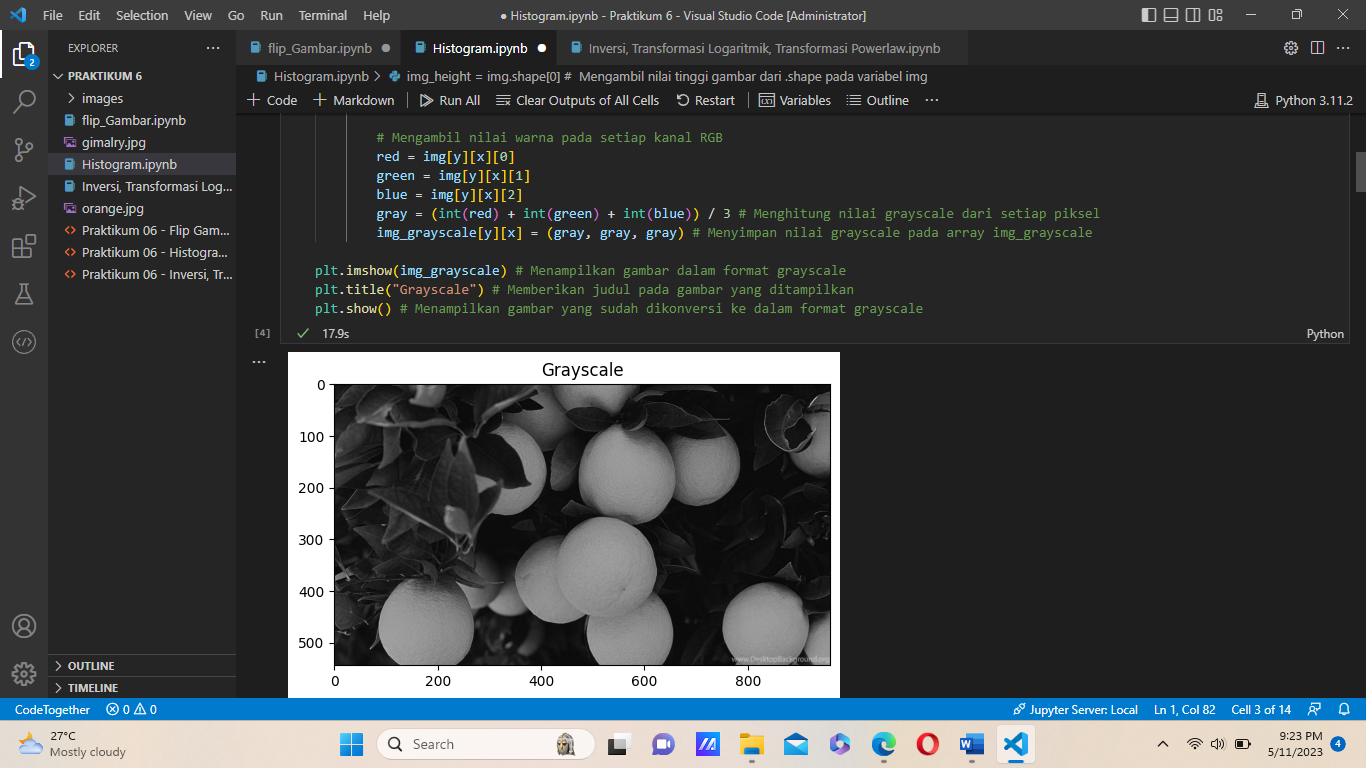 File Edit Selection View Go Run Terminal Help
● Histogram.ipynb - Praktikum 6 - Visual Studio Code [Administrator]
EXPLORER
PRAKTIKUM 6
images
flip_Gambar.ipynb
gimalry.jpg
Histogram.ipynb
Inversi, Transformasi Log...
orange.jpg
Praktikum 06 - Flip Gam...
Praktikum 06 - Histogra...
Praktikum 06 - Inversi, Tr...
OUTLINE
TIMELINE
2
flip_Gambar.ipynb ● Histogram.ipynb ● Inversi, Transformasi Logaritmik, Transformasi Powerlaw.ipynb
Histogram.ipynb > img_height = img.shape[0] # Mengambil nilai tinggi gambar dari .shape pada variabel img
+ Code + Markdown Run All Clear Outputs of All Cells Restart Variables Outline ... Python 3.11.2
# Mengambil nilai warna pada setiap kanal RGB
red = img[y][x][0]
green = img[y][x][1]
blue = img[y][x][2]
gray = (int(red) + int(green) + int(blue)) / 3 # Menghitung nilai grayscale dari setiap piksel
img_grayscale[y][x] = (gray, gray, gray) # Menyimpan nilai grayscale pada array img_grayscale
plt.imshow(img_grayscale) # Menampilkan gambar dalam format grayscale
plt.title("Grayscale") # Memberikan judul pada gambar yang ditampilkan
plt.show() # Menampilkan gambar yang sudah dikonversi ke dalam format grayscale
[4] 17.9s Python
Grayscale
0
100
200
300
400
500
0 200 400 600 800
www.DesktopBackground.org
CodeTogether 0 0 Jupyter Server: Local Ln 1, Col 82 Cell 3 of 14
27°C
Mostly cloudy
Search
9:23 PM
5/11/2023
4